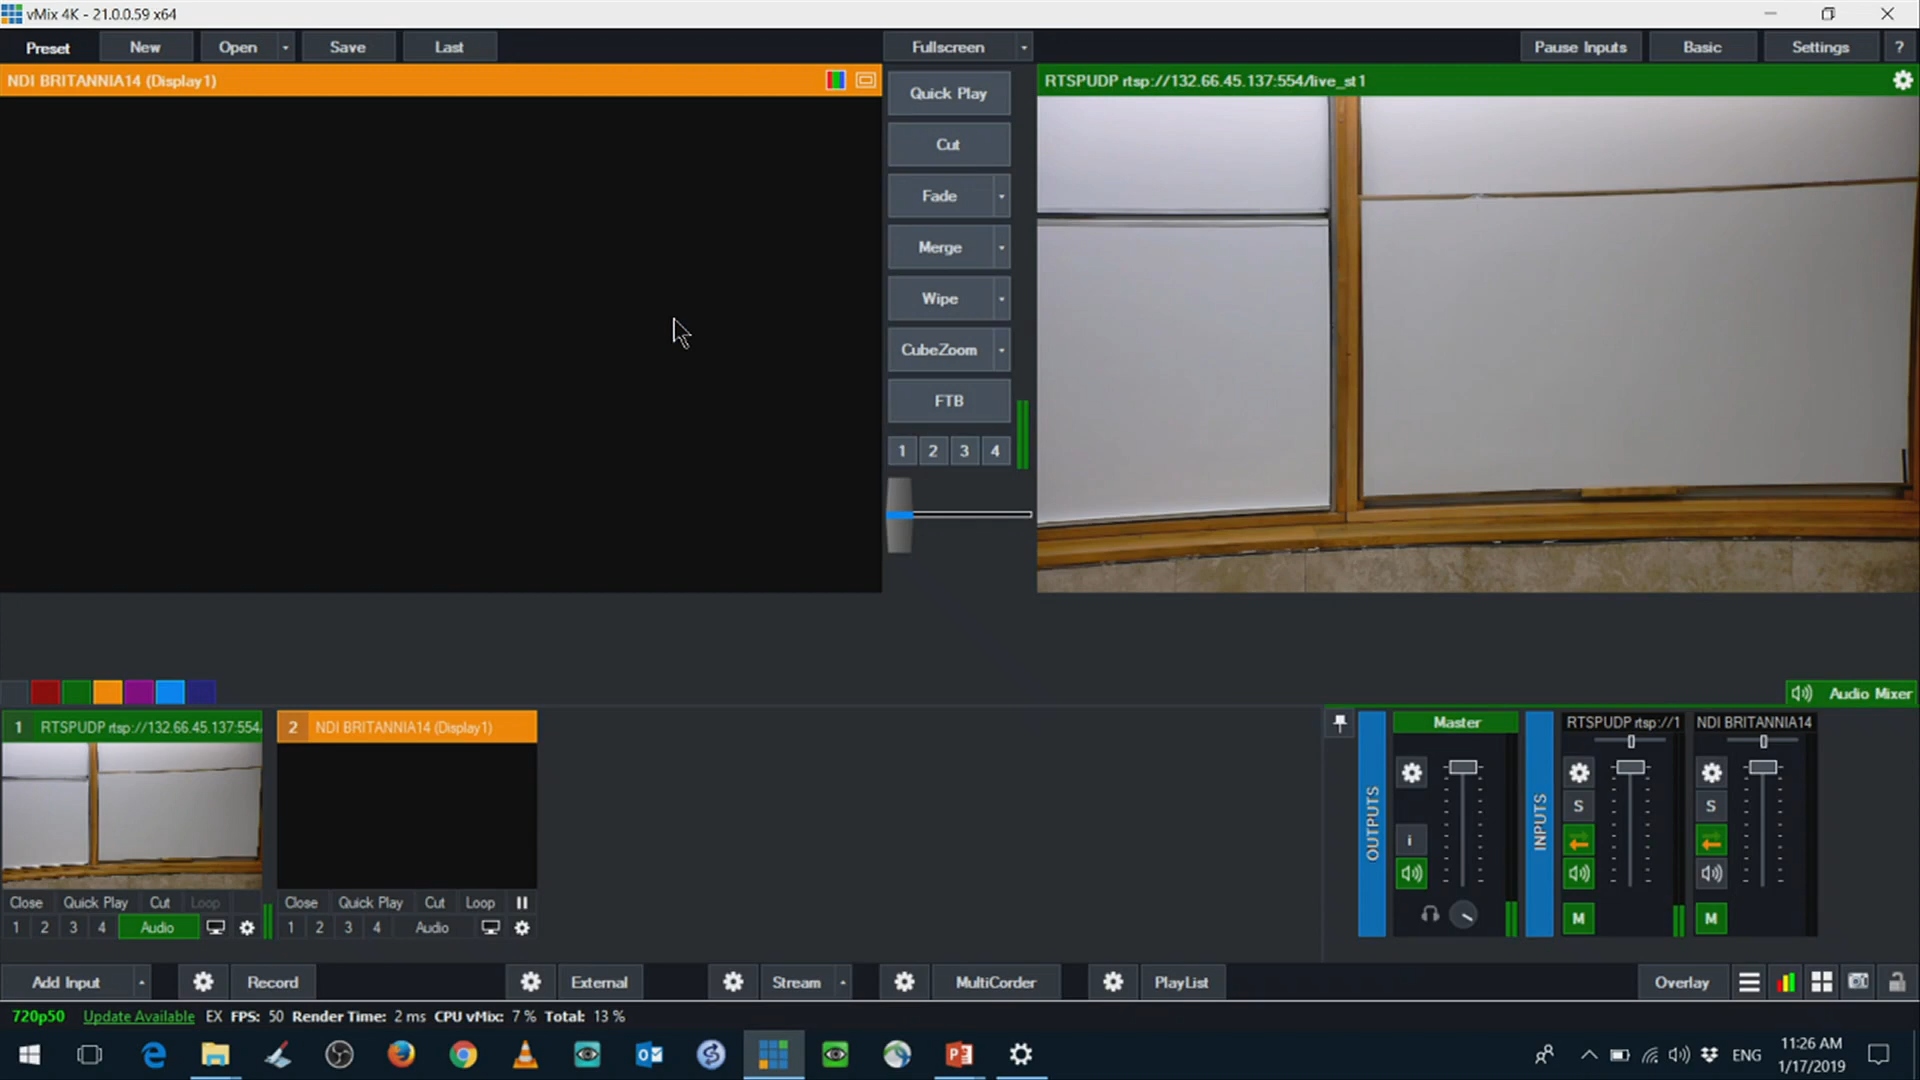 vMix 4K - 21.0.0.59 x64
Preset New Open Save Last Fullscreen Pause Inputs Basic Settings ?
NDI BRITANNIA14 (Display1)
RTSPUDP rtsp://132.66.45.137:554/live_st1
Quick Play
Cut
Fade
Merge
Wipe
CubeZoom
FTB
1 2 3 4
Audio Mixer
1 RTSPUDP rtsp://132.66.45.137:554/
2 NDI BRITANNIA14 (Display1)
Master
RTSPUDP rtsp://1
NDI BRITANNIA14
OUTPUTS
INPUTS
S S
i
M M
Close Quick Play Cut Loop
1 2 3 4 Audio
Close Quick Play Cut Loop
1 2 3 4 Audio
Add Input Record External Stream MultiCorder PlayList Overlay
720p50 Update Available EX FPS: 50 Render Time: 2 ms CPU vMix: 7 % Total: 13 %
ENG
11:26 AM
1/17/2019